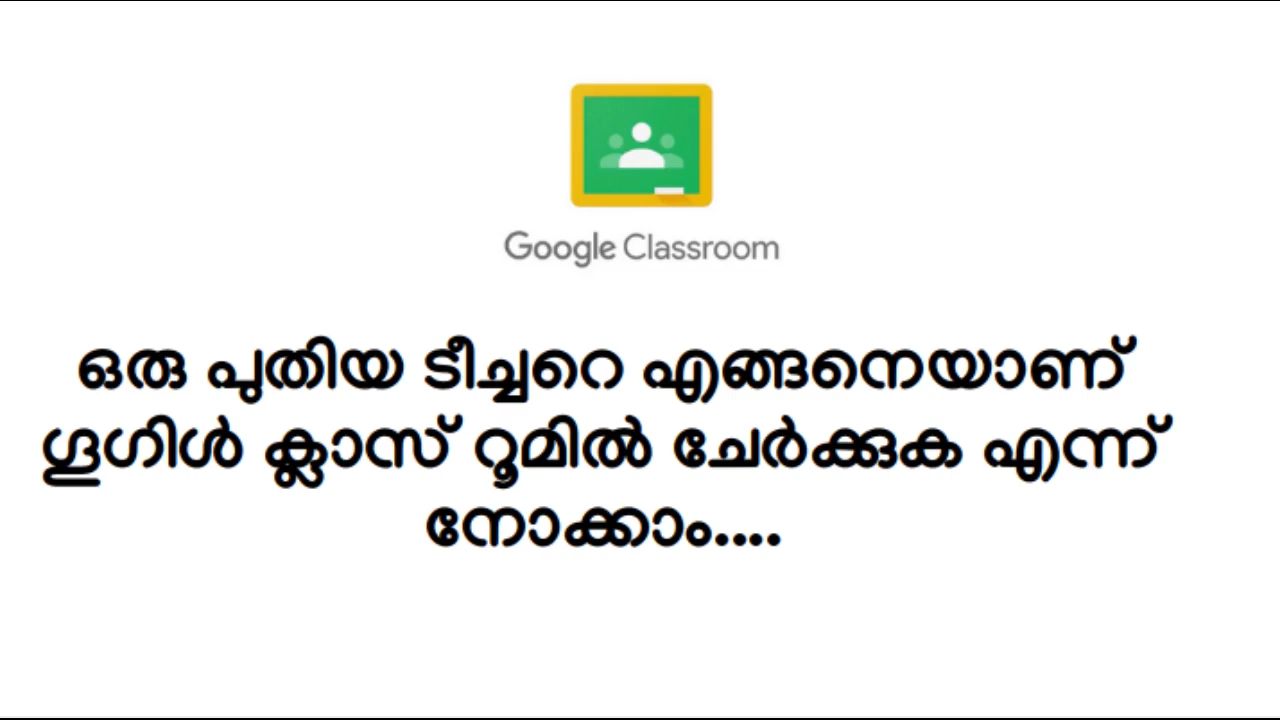 Google Classroom
ഒരു പുതിയ ടീച്ചറെ എങ്ങനെയാണ്
ഗൂഗിൾ ക്ലാസ് റൂമിൽ ചേർക്കുക എന്ന്
നോക്കാം....